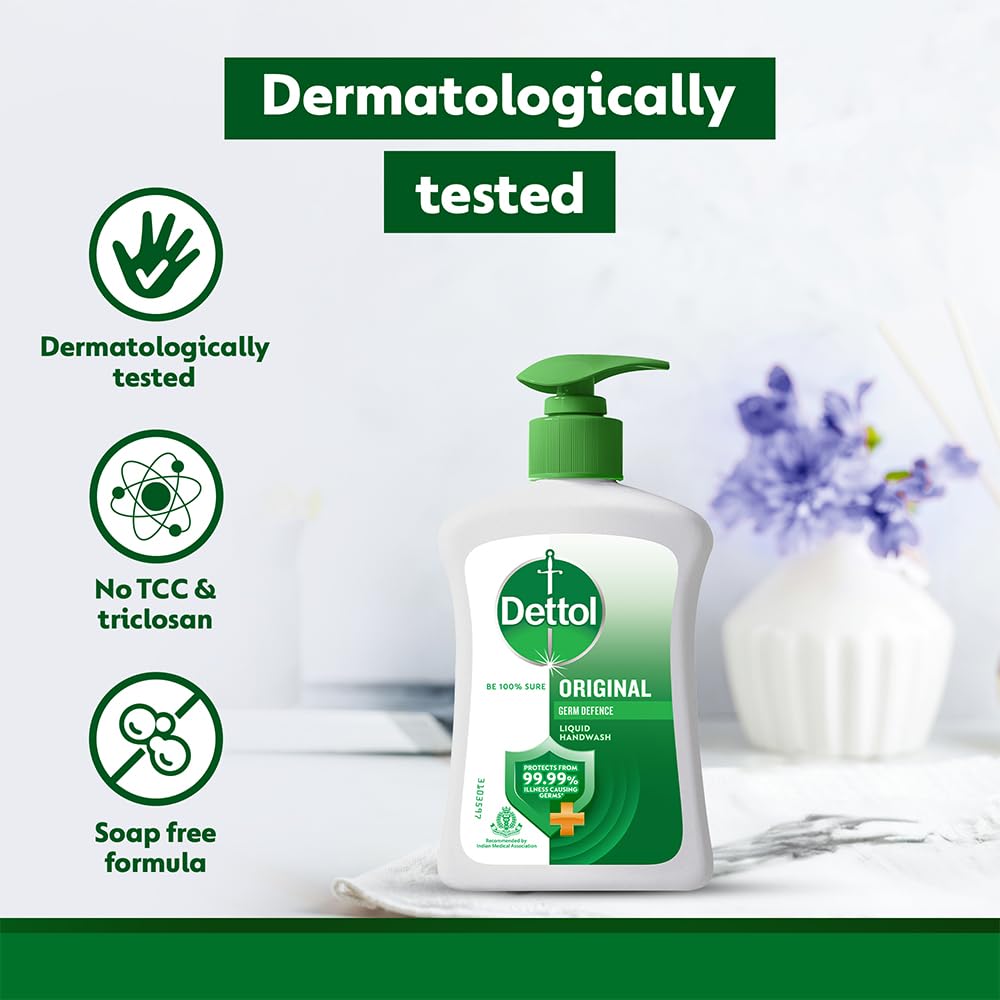 Dermatologically
tested
Dermatologically
tested
No TCC &
triclosan
Soap free
formula
Dettol
BE 100% SURE
ORIGINAL
GERM DEFENCE
LIQUID
HANDWASH
PROTECTS FROM
99.99%
ILLNESS CAUSING
GERMS*
Recommended by
Indian Medical Association
3103597